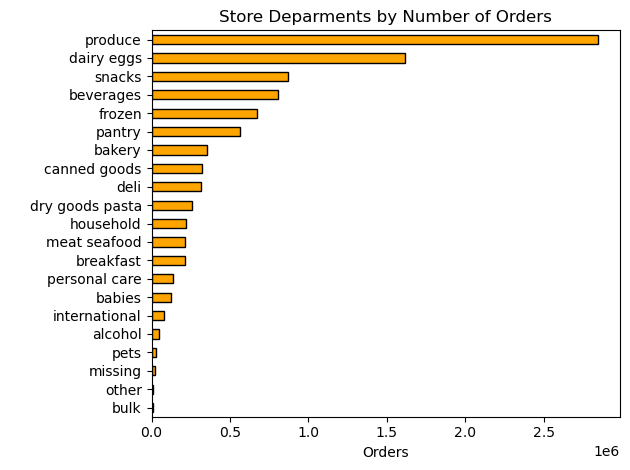 Store Deparments by Number of Orders
produce
dairy eggs
snacks
beverages
frozen
pantry
bakery
canned goods
deli
dry goods pasta
household
meat seafood
breakfast
personal care
babies
international
alcohol
pets
missing
other
bulk
0.0 0.5 1.0 1.5 2.0 2.5
1e6
Orders